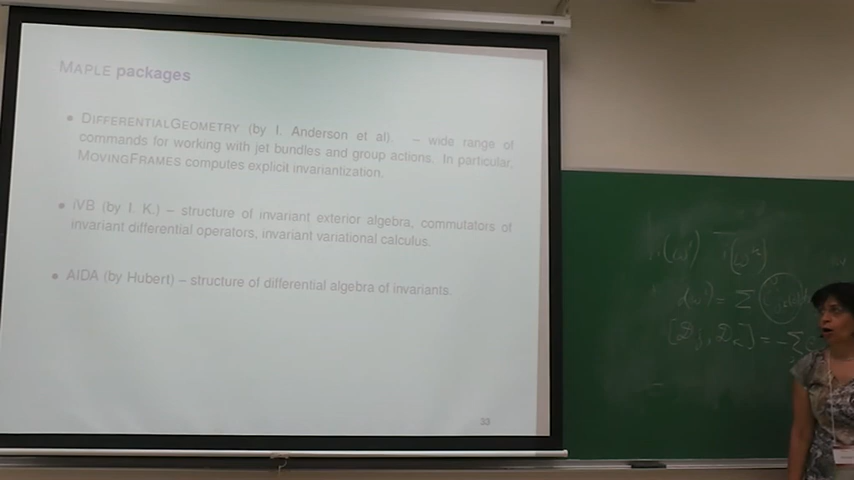 MAPLE packages
• DIFFERENTIALGEOMETRY (by I. Anderson et al) – wide range of
commands for working with jet bundles and group actions. In particular,
MOVINGFRAMES computes explicit invariantization.
• iVB (by I. K.) – structure of invariant exterior algebra, commutators of
invariant differential operators, invariant variational calculus.
• AIDA (by Hubert) – structure of differential algebra of invariants.
33